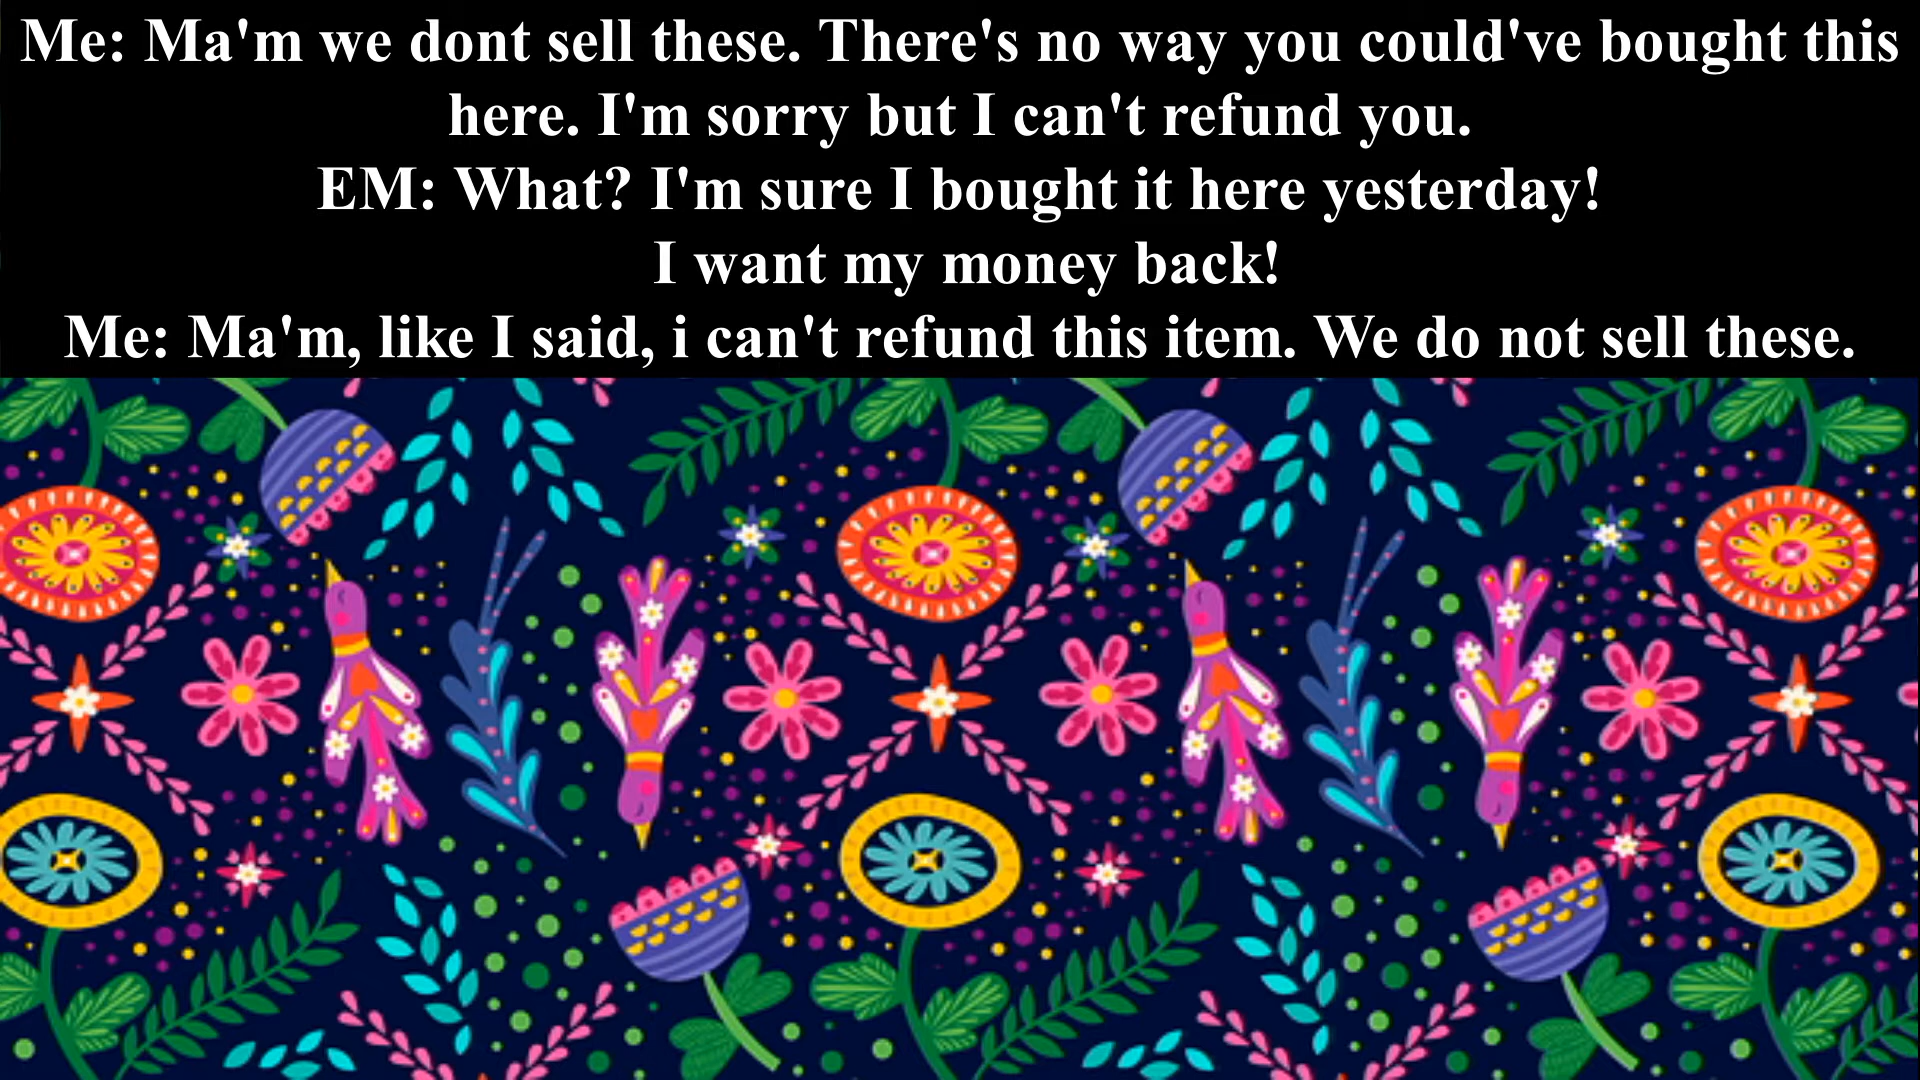 Me: Ma'm we dont sell these. There's no way you could've bought this
here. I'm sorry but I can't refund you.
EM: What? I'm sure I bought it here yesterday!
I want my money back!
Me: Ma'm, like I said, i can't refund this item. We do not sell these.